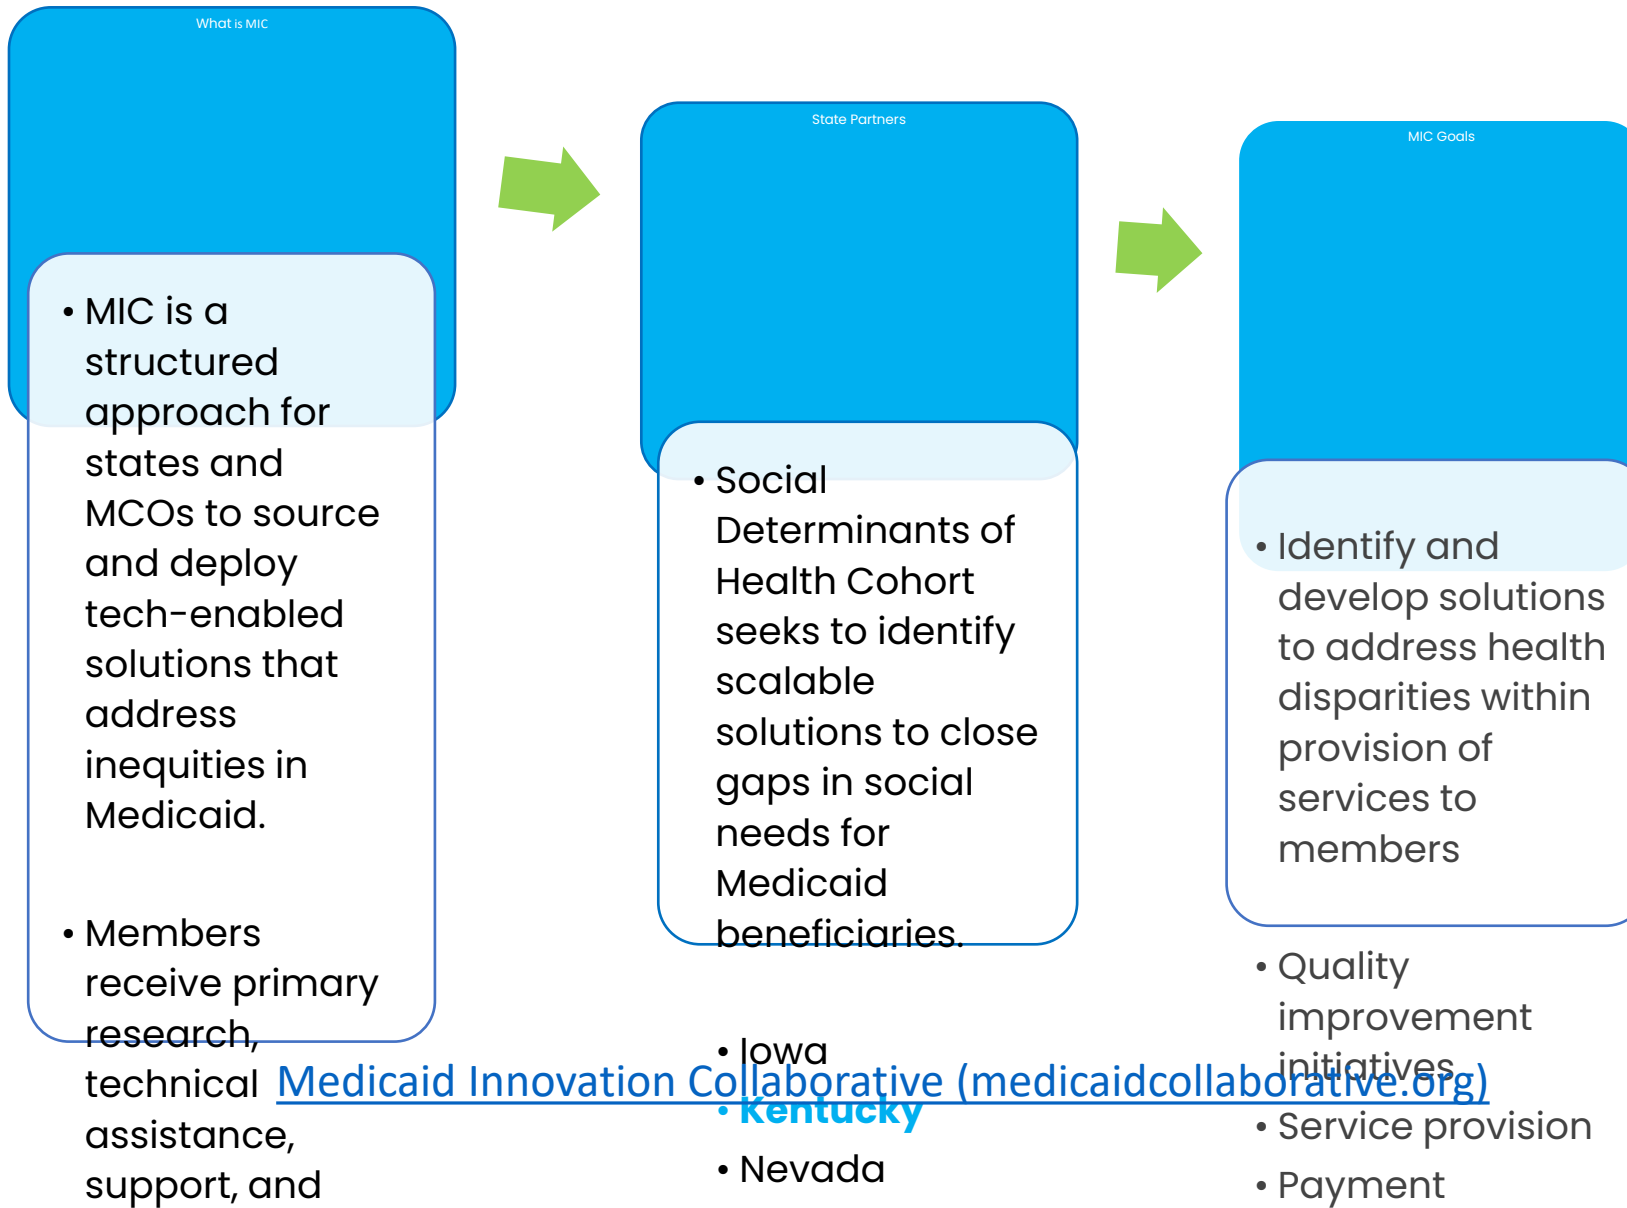 What is MIC
• MIC is a
structured
approach for
states and
MCOs to source
and deploy
tech-enabled
solutions that
address
inequities in
Medicaid.
• Members
receive primary
research,
technical
assistance,
support, and
State Partners
• Social
Determinants of
Health Cohort
seeks to identify
scalable
solutions to close
gaps in social
needs for
Medicaid
beneficiaries.
• Iowa
• Kentucky
• Nevada
MIC Goals
• Identify and
develop solutions
to address health
disparities within
provision of
services to
members
• Quality
improvement
initiatives
• Service provision
• Payment
Medicaid Innovation Collaborative (medicaidcollaborative.org)